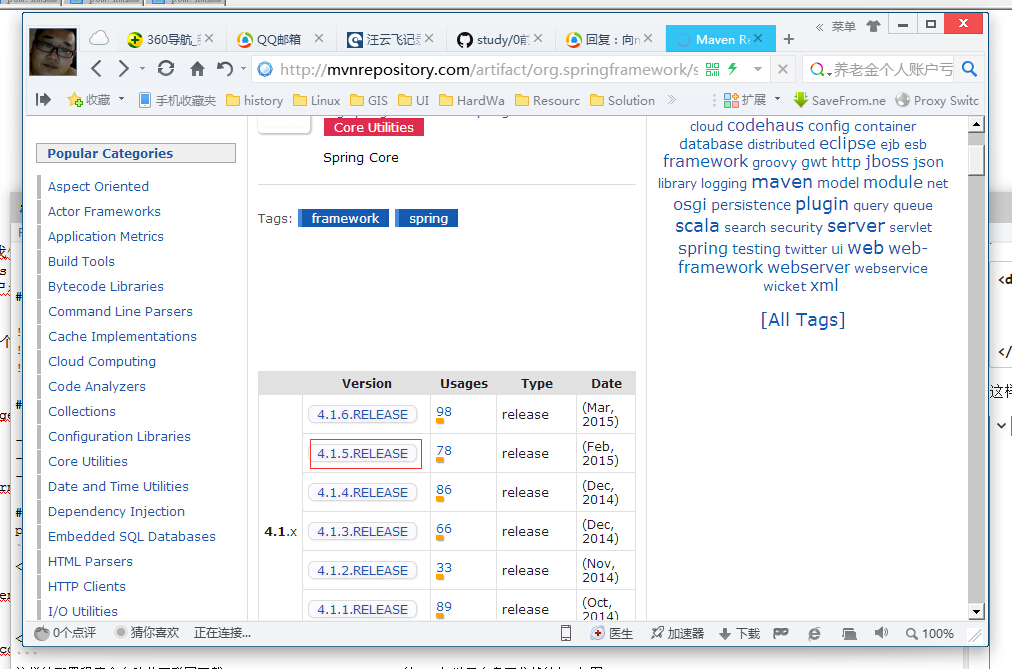 菜单
360导航_
QQ邮箱
汪云飞记
study/0前
回复：向
Maven Re
http://mvnrepository.com/artifact/org.springframework/s
养老金个人账户亏
收藏
手机收藏夹
history
Linux
GIS
UI
HardWa
Resourc
Solution
扩展
SaveFrom.ne
Proxy Switc
Popular Categories
Aspect Oriented
Actor Frameworks
Application Metrics
Build Tools
Bytecode Libraries
Command Line Parsers
Cache Implementations
Cloud Computing
Code Analyzers
Collections
Configuration Libraries
Core Utilities
Date and Time Utilities
Dependency Injection
Embedded SQL Databases
HTML Parsers
HTTP Clients
I/O Utilities
Core Utilities
Spring Core
Tags: framework spring
Version Usages Type Date
4.1.x
4.1.6.RELEASE 98 release (Mar, 2015)
4.1.5.RELEASE 78 release (Feb, 2015)
4.1.4.RELEASE 86 release (Dec, 2014)
4.1.3.RELEASE 66 release (Dec, 2014)
4.1.2.RELEASE 33 release (Nov, 2014)
4.1.1.RELEASE 89 release (Oct, 2014)
cloud codehaus config container
database distributed eclipse ejb esb
framework groovy gwt http jboss json
library logging maven model module net
osgi persistence plugin query queue
scala search security server servlet
spring testing twitter ui web web-
framework webserver webservice
wicket xml
[All Tags]
这样
0个点评
猜你喜欢
正在连接...
医生
加速器
下载
100%